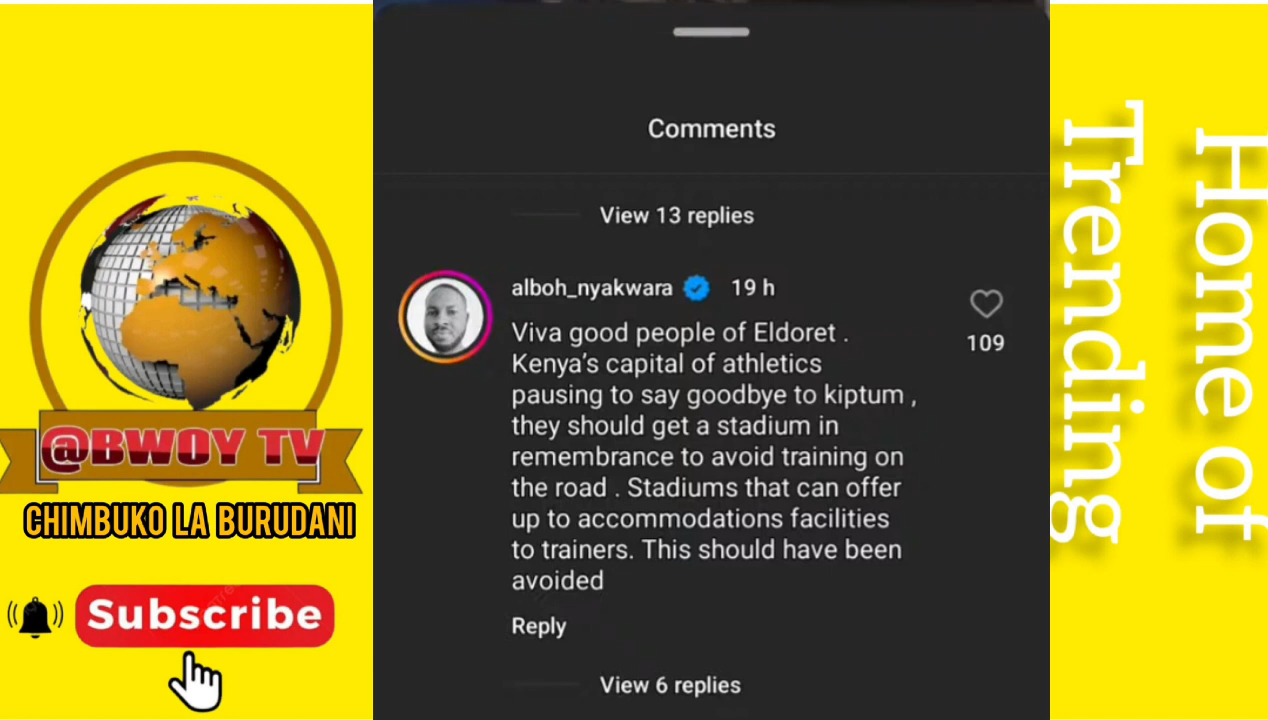 @BWOY TV
CHIMBUKO LA BURUDANI
Subscribe
Comments
View 13 replies
alboh_nyakwara 19 h
Viva good people of Eldoret .
Kenya's capital of athletics
pausing to say goodbye to kiptum ,
they should get a stadium in
remembrance to avoid training on
the road . Stadiums that can offer
up to accommodations facilities
to trainers. This should have been
avoided
109
Reply
View 6 replies
Home of
Trending